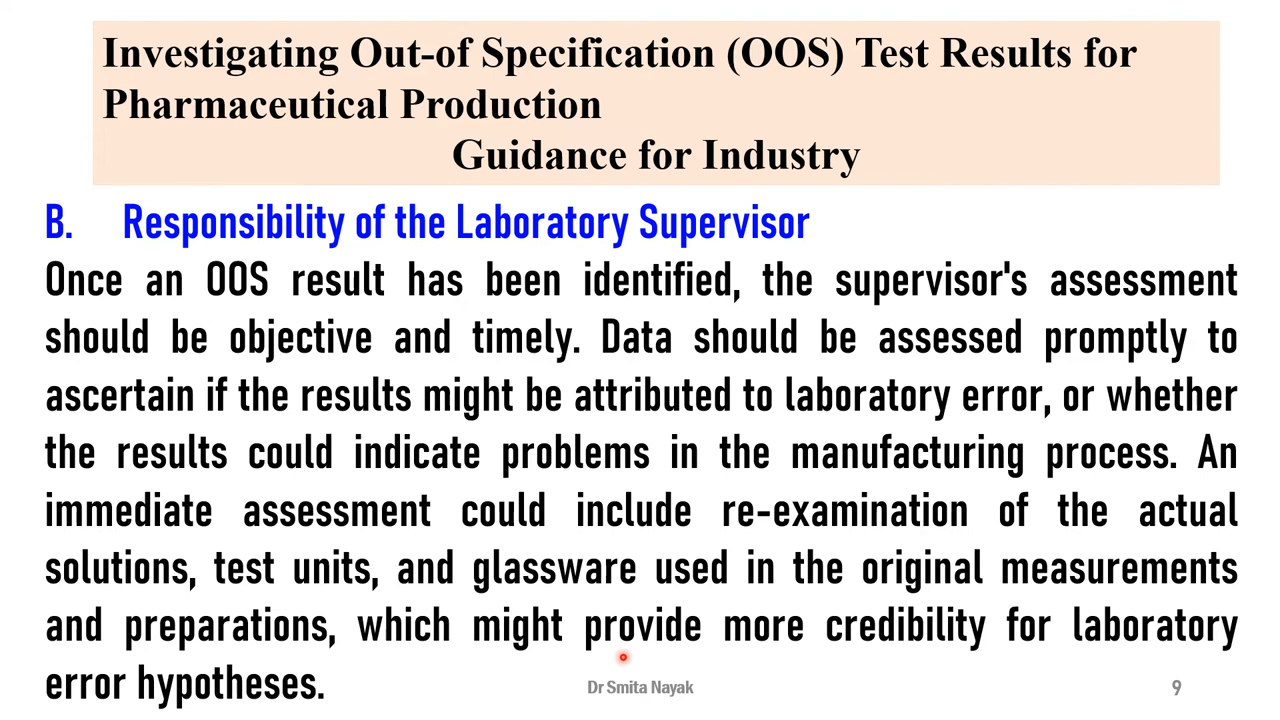 Investigating Out-of Specification (OOS) Test Results for
Pharmaceutical Production
Guidance for Industry
B. Responsibility of the Laboratory Supervisor
Once an OOS result has been identified, the supervisor's assessment
should be objective and timely. Data should be assessed promptly to
ascertain if the results might be attributed to laboratory error, or whether
the results could indicate problems in the manufacturing process. An
immediate assessment could include re-examination of the actual
solutions, test units, and glassware used in the original measurements
and preparations, which might provide more credibility for laboratory
error hypotheses.
Dr Smita Nayak
9